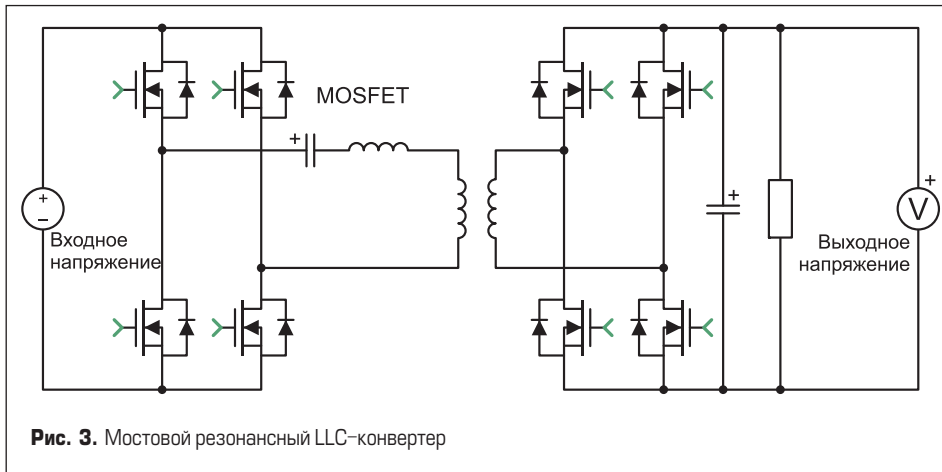 MOSFET
+
+
−
Входное
напряжение
+
+
V
Выходное
напряжение
Рис. 3. Мостовой резонансный LLC–конвертер